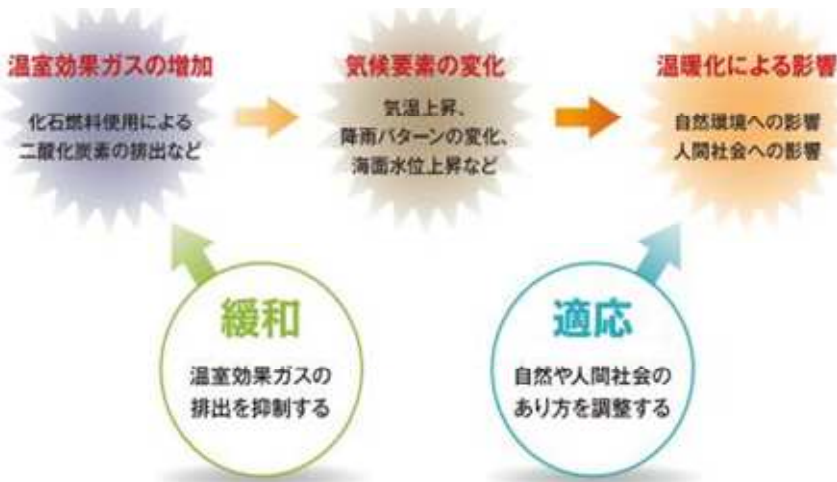 温室効果ガスの増加
化石燃料使用による
二酸化炭素の排出など
気候要素の変化
気温上昇、
降雨パターンの変化、
海面水位上昇など
温暖化による影響
自然環境への影響
人間社会への影響
緩和
温室効果ガスの
排出を抑制する
適応
自然や人間社会の
あり方を調整する